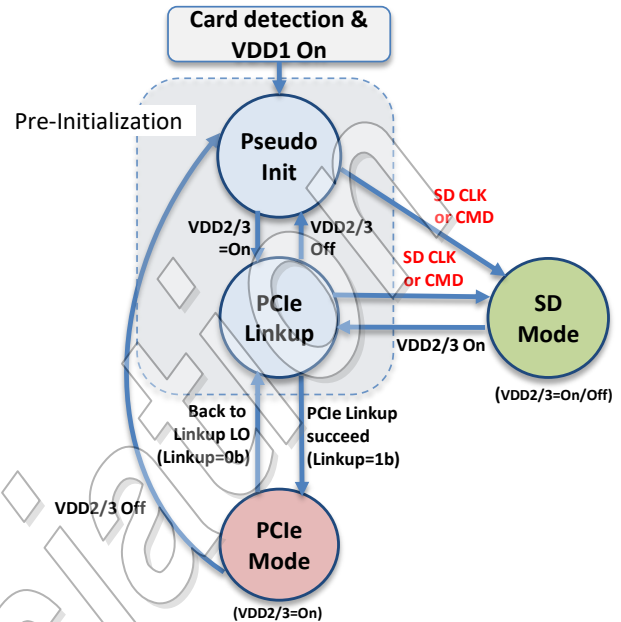 Card detection &
VDD1 On
Pre-Initialization
Pseudo
Init
SD CLK
or CMD
VDD2/3
=On
VDD2/3
Off
SD CLK
or CMD
PCIe
Linkup
SD
Mode
VDD2/3 On
(VDD2/3=On/Off)
Back to
Linkup LO
(Linkup=0b)
PCIe Linkup
succeed
(Linkup=1b)
VDD2/3 Off
PCIe
Mode
(VDD2/3=On)